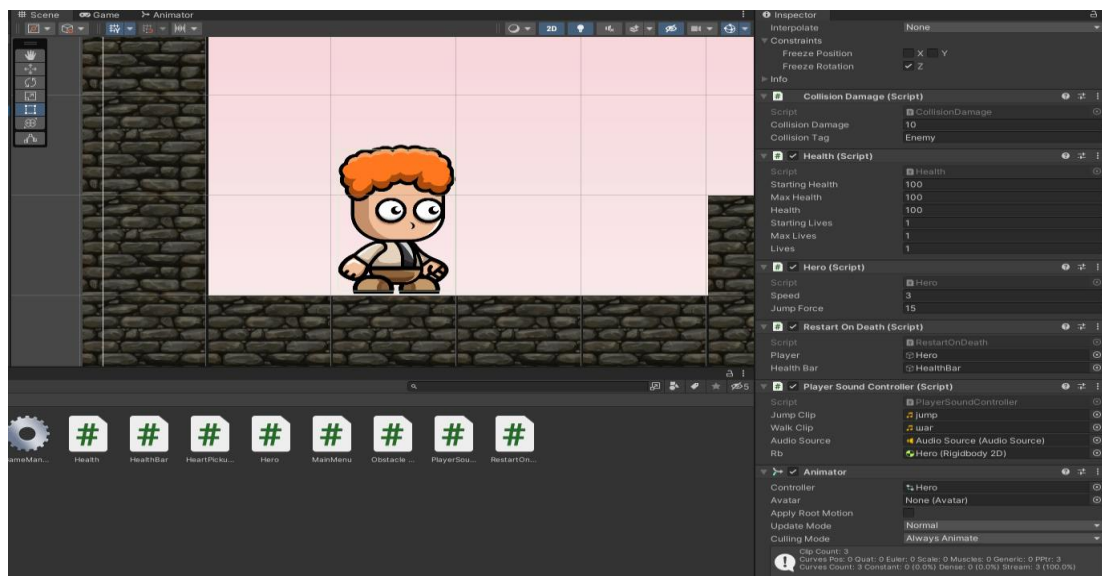 Scene Game Animator
2D
# # # # # # # #
ameMan... Health HealthBar HeartPicku... Hero MainMenu Obstacle ... PlayerSou... RestartOn...
5
Inspector
Interpolate None
Constraints
Freeze Position X Y
Freeze Rotation Z
Info
# Collision Damage (Script)
Script CollisionDamage
Collision Damage 10
Collision Tag Enemy
# Health (Script)
Script Health
Starting Health 100
Max Health 100
Health 100
Starting Lives 1
Max Lives 1
Lives 1
# Hero (Script)
Script Hero
Speed 3
Jump Force 15
# Restart On Death (Script)
Script RestartOnDeath
Player Hero
Health Bar HealthBar
# Player Sound Controller (Script)
Script PlayerSoundController
Jump Clip jump
Walk Clip war
Audio Source Audio Source (Audio Source)
Rb Hero (Rigidbody 2D)
Animator
Controller Hero
Avatar None (Avatar)
Apply Root Motion
Update Mode Normal
Culling Mode Always Animate
Clip Count: 3
Curves Pos: 0 Quat: 0 Euler: 0 Scale: 0 Muscles: 0 Generic: 0 PPtr: 3
Curves Count: 3 Constant: 0 (0.0%) Dense: 0 (0.0%) Stream: 3 (100.0%)